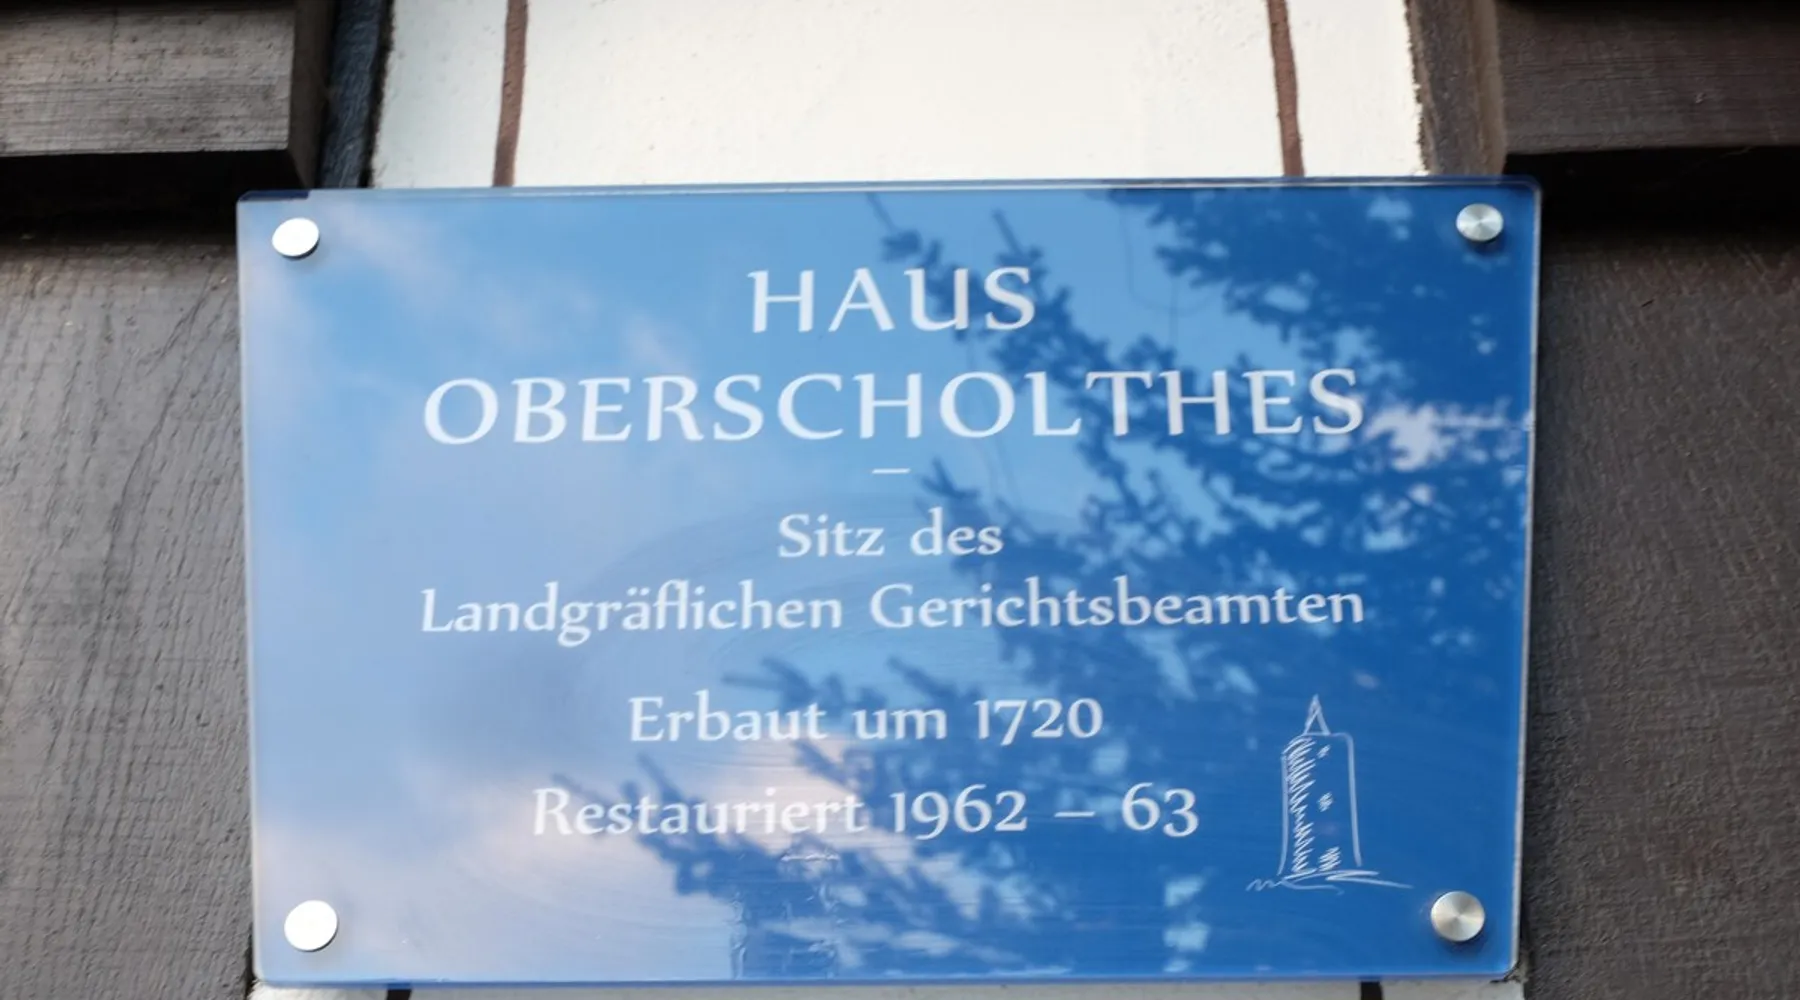 HAUS
OBERSCHOLTHES
–
Sitz des
Landgräflichen Gerichtsbeamten
Erbaut um 1720
Restauriert 1962 – 63